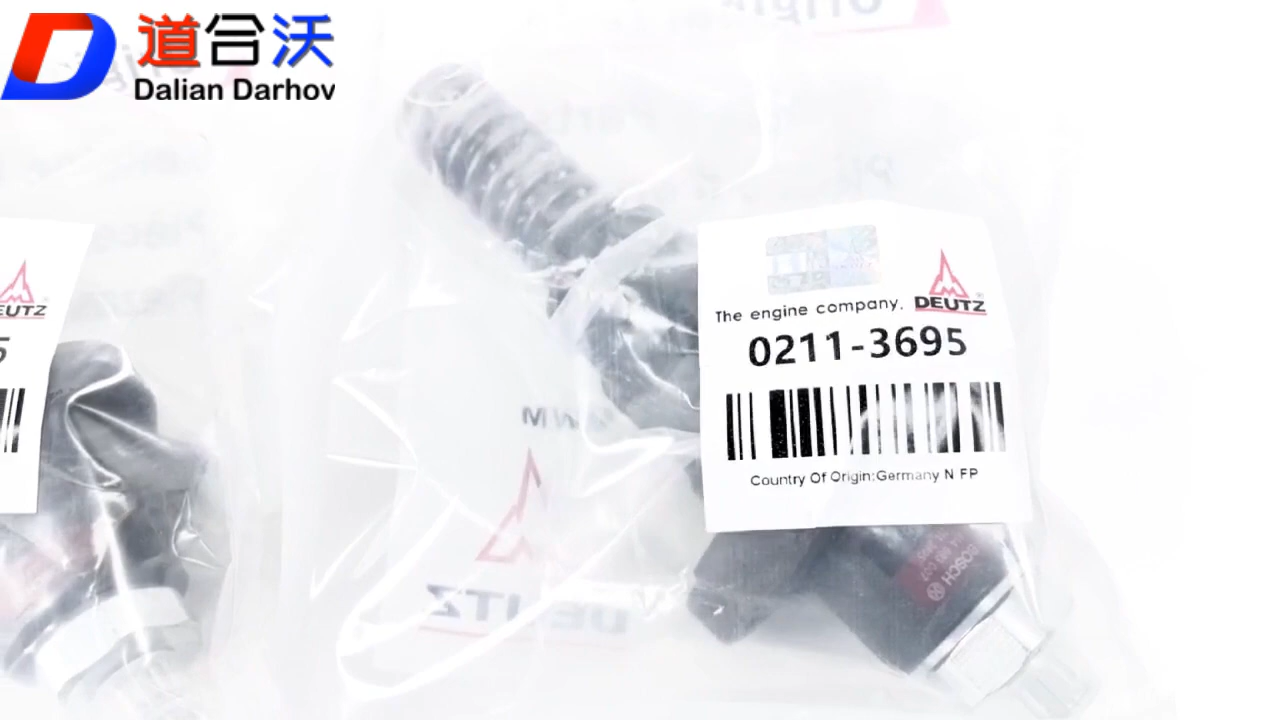 道合沃
Dalian Darhov
The engine company. DEUTZ
0211-3695
Country Of Origin:Germany N FP
EUTZ
5
DEUTZ
BOSCH